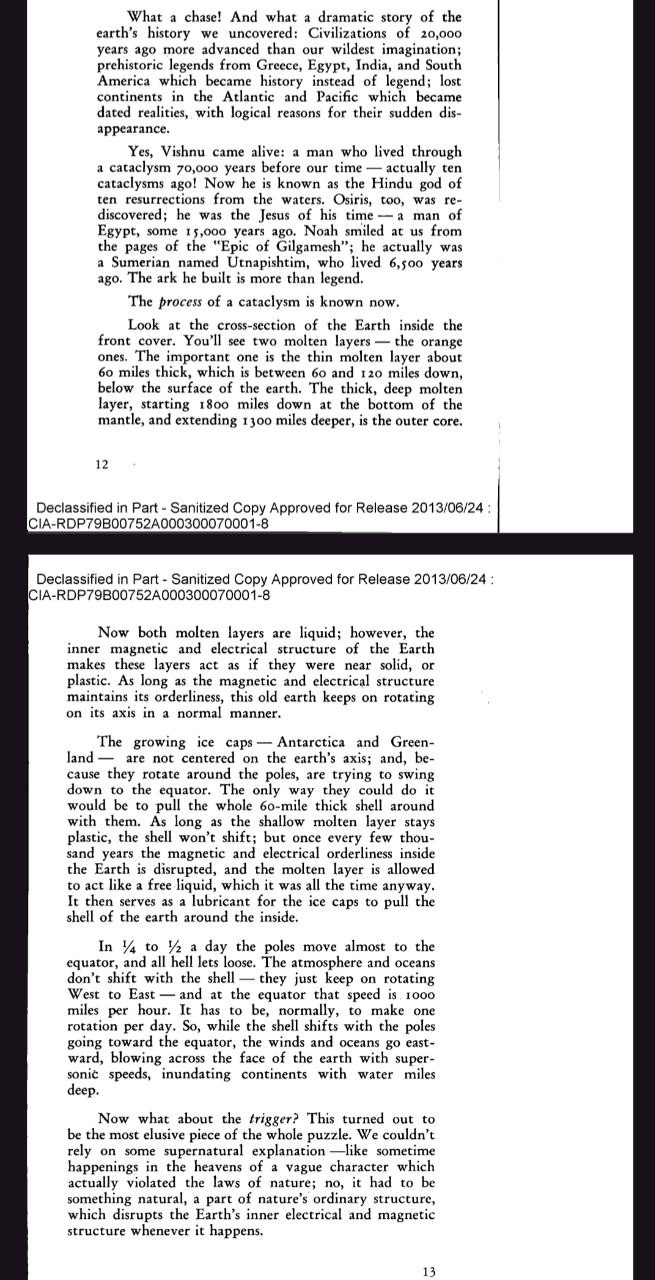 What a chase! And what a dramatic story of the
earth's history we uncovered: Civilizations of 20,000
years ago more advanced than our wildest imagination;
prehistoric legends from Greece, Egypt, India, and South
America which became history instead of legend; lost
continents in the Atlantic and Pacific which became
dated realities, with logical reasons for their sudden dis-
appearance.
Yes, Vishnu came alive: a man who lived through
a cataclysm 70,000 years before our time — actually ten
cataclysms ago! Now he is known as the Hindu god of
ten resurrections from the waters. Osiris, too, was re-
discovered; he was the Jesus of his time — a man of
Egypt, some 15,000 years ago. Noah smiled at us from
the pages of the "Epic of Gilgamesh"; he actually was
a Sumerian named Utnapishtim, who lived 6,500 years
ago. The ark he built is more than legend.
The process of a cataclysm is known now.
Look at the cross-section of the Earth inside the
front cover. You'll see two molten layers — the orange
ones. The important one is the thin molten layer about
60 miles thick, which is between 60 and 120 miles down,
below the surface of the earth. The thick, deep molten
layer, starting 1800 miles down at the bottom of the
mantle, and extending 1300 miles deeper, is the outer core.
12
Declassified in Part - Sanitized Copy Approved for Release 2013/06/24 :
CIA-RDP79B00752A000300070001-8
Declassified in Part - Sanitized Copy Approved for Release 2013/06/24 :
CIA-RDP79B00752A000300070001-8
Now both molten layers are liquid; however, the
inner magnetic and electrical structure of the Earth
makes these layers act as if they were near solid, or
plastic. As long as the magnetic and electrical structure
maintains its orderliness, this old earth keeps on rotating
on its axis in a normal manner.
The growing ice caps — Antarctica and Green-
land — are not centered on the earth's axis; and, be-
cause they rotate around the poles, are trying to swing
down to the equator. The only way they could do it
would be to pull the whole 60-mile thick shell around
with them. As long as the shallow molten layer stays
plastic, the shell won't shift; but once every few thou-
sand years the magnetic and electrical orderliness inside
the Earth is disrupted, and the molten layer is allowed
to act like a free liquid, which it was all the time anyway.
It then serves as a lubricant for the ice caps to pull the
shell of the earth around the inside.
In ¼ to ½ a day the poles move almost to the
equator, and all hell lets loose. The atmosphere and oceans
don't shift with the shell — they just keep on rotating
West to East — and at the equator that speed is 1000
miles per hour. It has to be, normally, to make one
rotation per day. So, while the shell shifts with the poles
going toward the equator, the winds and oceans go east-
ward, blowing across the face of the earth with super-
sonic speeds, inundating continents with water miles
deep.
Now what about the trigger? This turned out to
be the most elusive piece of the whole puzzle. We couldn't
rely on some supernatural explanation —like sometime
happenings in the heavens of a vague character which
actually violated the laws of nature; no, it had to be
something natural, a part of nature's ordinary structure,
which disrupts the Earth's inner electrical and magnetic
structure whenever it happens.
13